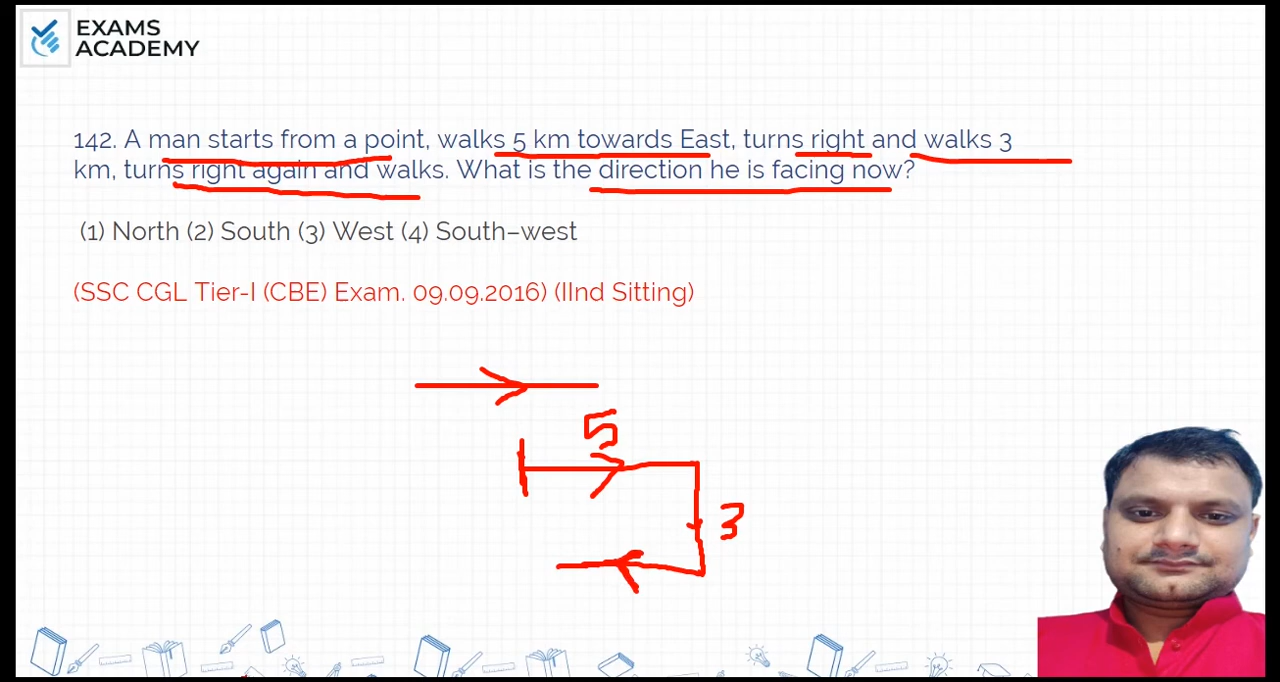 EXAMS
ACADEMY
142. A man starts from a point, walks 5 km towards East, turns right and walks 3
km, turns right again and walks. What is the direction he is facing now?
(1) North (2) South (3) West (4) South–west
(SSC CGL Tier-I (CBE) Exam. 09.09.2016) (IInd Sitting)
5
3